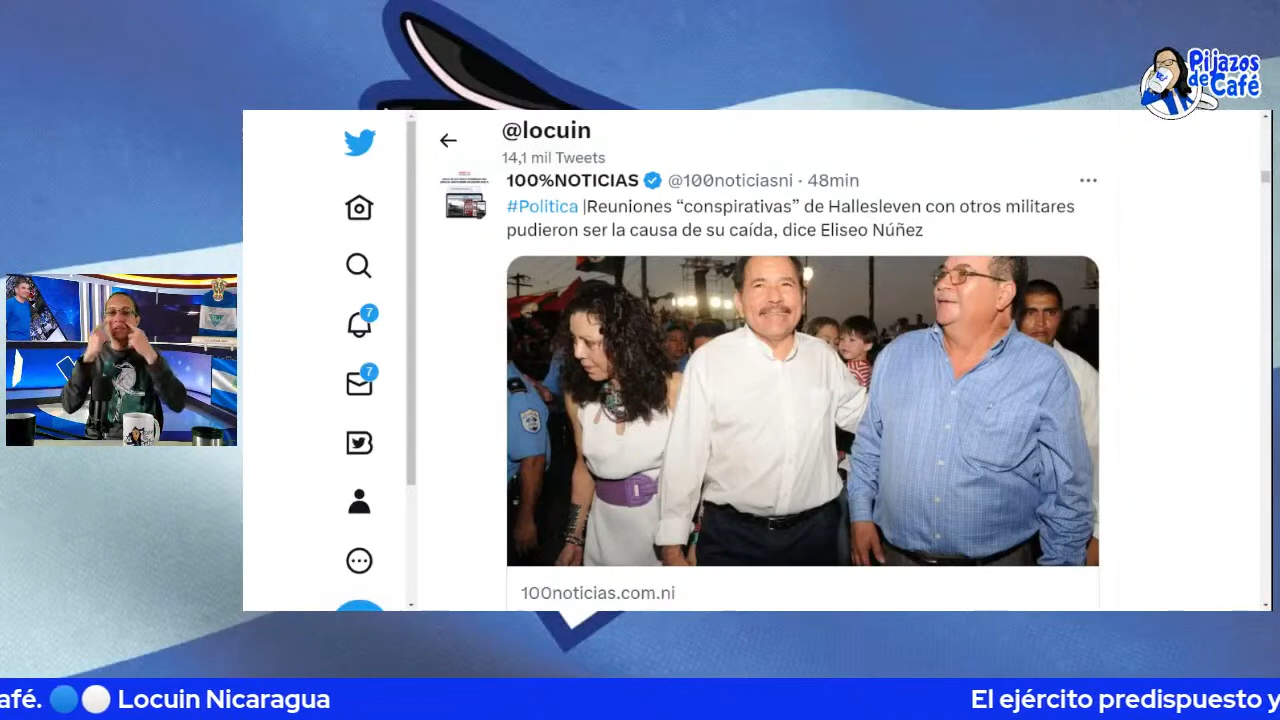 Pijazos
de Café
@locuin
14,1 mil Tweets
100%NOTICIAS @100noticiasni · 48min
#Politica |Reuniones “conspirativas” de Hallesleven con otros militares
pudieron ser la causa de su caída, dice Eliseo Núñez
7
7
100noticias.com.ni
afé. 🔵⚪ Locuin Nicaragua
El ejército predispuesto y